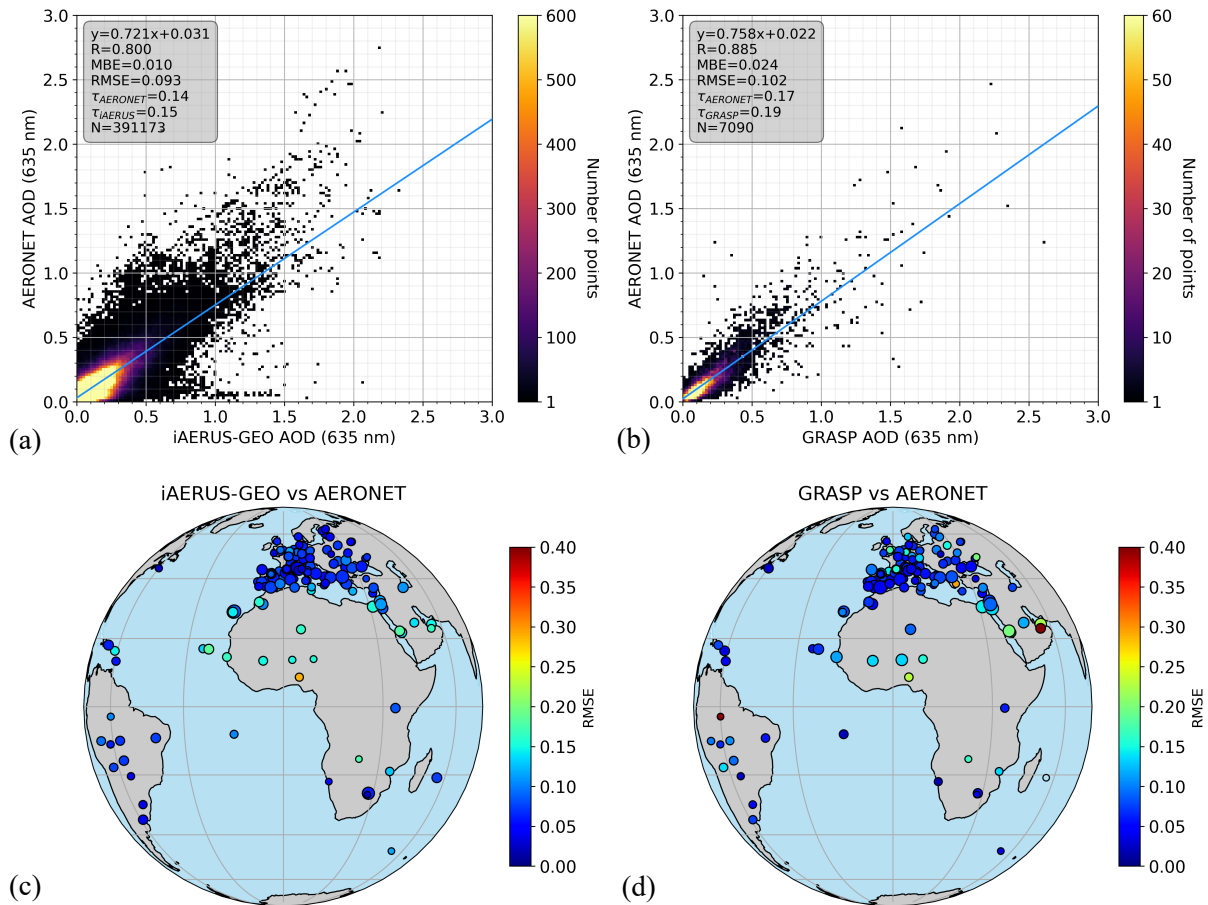 y=0.721x+0.031
R=0.800
MBE=0.010
RMSE=0.093
τAERONET=0.14
τiAERUS=0.15
N=391173
3.0
2.5
2.0
1.5
1.0
0.5
0.0
AERONET AOD (635 nm)
0.0 0.5 1.0 1.5 2.0 2.5 3.0
iAERUS-GEO AOD (635 nm)
600
500
400
300
200
100
1
Number of points
(a)
y=0.758x+0.022
R=0.885
MBE=0.024
RMSE=0.102
τAERONET=0.17
τGRASP=0.19
N=7090
3.0
2.5
2.0
1.5
1.0
0.5
0.0
AERONET AOD (635 nm)
0.0 0.5 1.0 1.5 2.0 2.5 3.0
GRASP AOD (635 nm)
60
50
40
30
20
10
1
Number of points
(b)
iAERUS-GEO vs AERONET
0.40
0.35
0.30
0.25
0.20
0.15
0.10
0.05
0.00
RMSE
(c)
GRASP vs AERONET
0.40
0.35
0.30
0.25
0.20
0.15
0.10
0.05
0.00
RMSE
(d)